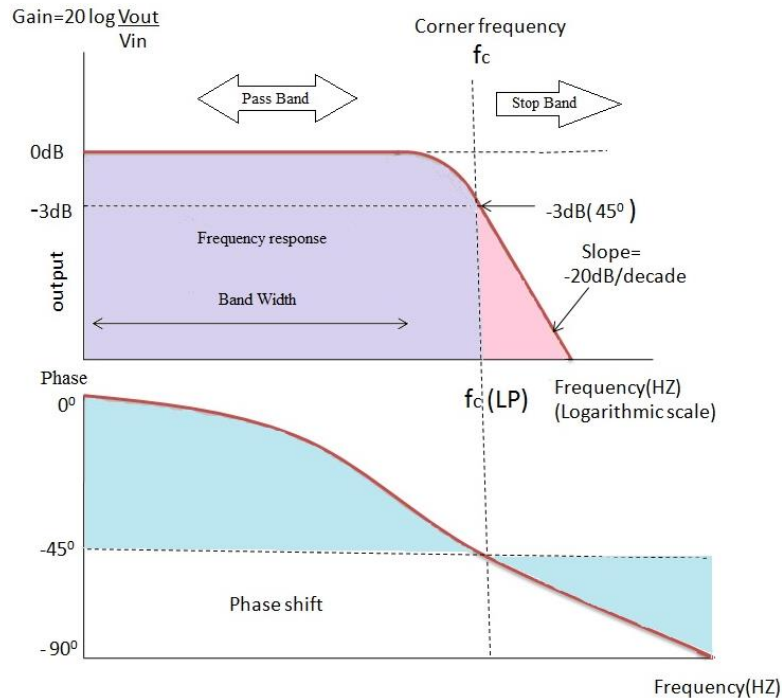 Gain=20 log Vout
Vin
Corner frequency
fc
Pass Band
Stop Band
0dB
-3dB
-3dB(45⁰)
output
Frequency response
Slope=
-20dB/decade
Band Width
Phase
0⁰
fc (LP)
Frequency(HZ)
(Logarithmic scale)
-45⁰
Phase shift
-90⁰
Frequency(HZ)